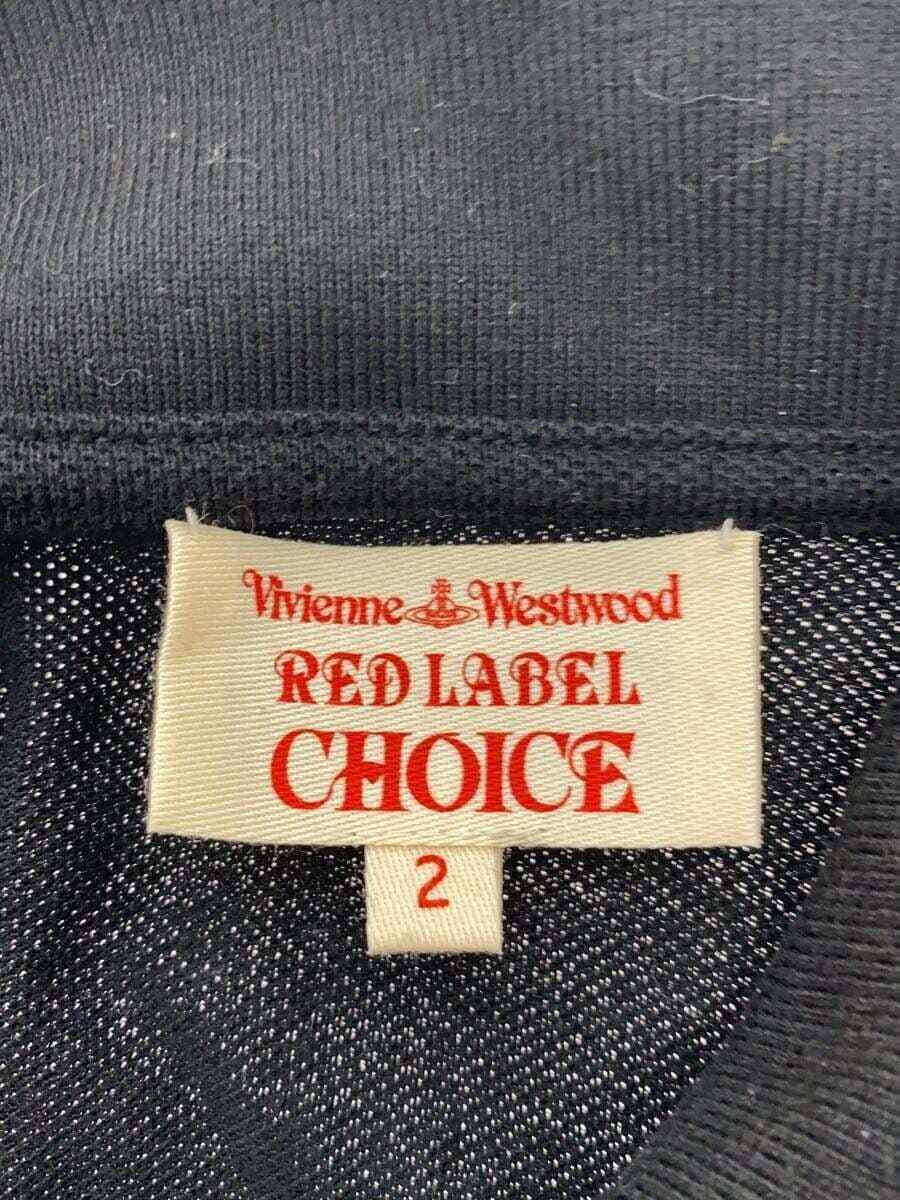 Vivienne Westwood
RED LABEL
CHOICE
2